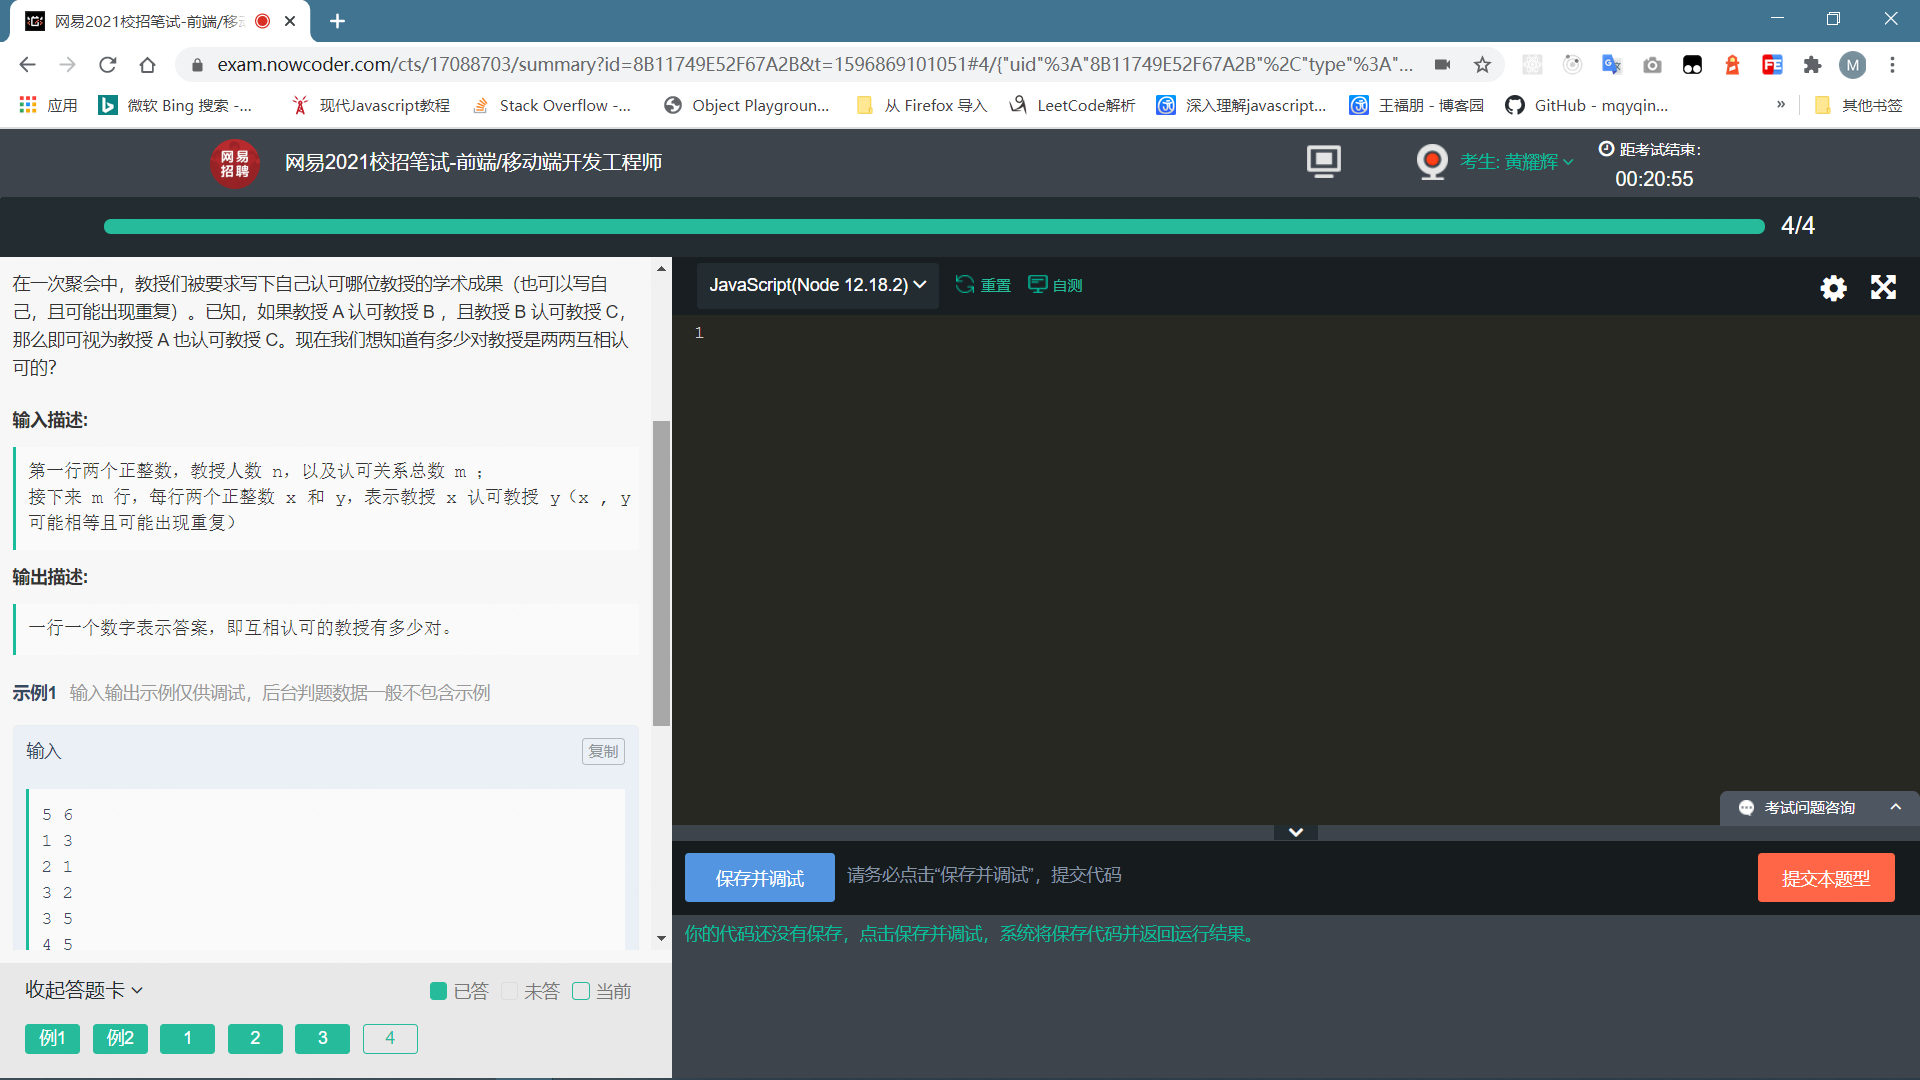 网易2021校招笔试-前端/移动
exam.nowcoder.com/cts/17088703/summary?id=8B11749E52F67A2B&t=1596869101051#4/{"uid"%3A"8B11749E52F67A2B"%2C"type"%3A"...
M
应用
微软 Bing 搜索 -...
现代Javascript教程
Stack Overflow -...
Object Playgroun...
从 Firefox 导入
LeetCode解析
深入理解javascript...
王福朋 - 博客园
GitHub - mqyqin...
»
其他书签
网易
招聘
网易2021校招笔试-前端/移动端开发工程师
考生: 黄耀辉
距考试结束:
00:20:55
4/4
在一次聚会中，教授们被要求写下自己认可哪位教授的学术成果（也可以写自
己，且可能出现重复）。已知，如果教授 A 认可教授 B ，且教授 B 认可教授 C，
那么即可视为教授 A 也认可教授 C。现在我们想知道有多少对教授是两两互相认
可的?
输入描述:
第一行两个正整数，教授人数 n，以及认可关系总数 m ；
接下来 m 行，每行两个正整数 x 和 y，表示教授 x 认可教授 y（x , y
可能相等且可能出现重复）
输出描述:
一行一个数字表示答案，即互相认可的教授有多少对。
示例1 输入输出示例仅供调试，后台判题数据一般不包含示例
输入
复制
5 6
1 3
2 1
3 2
3 5
4 5
收起答题卡
已答
未答
当前
例1
例2
1
2
3
4
JavaScript(Node 12.18.2)
重置
自测
1
考试问题咨询
保存并调试
请务必点击“保存并调试”，提交代码
提交本题型
你的代码还没有保存，点击保存并调试，系统将保存代码并返回运行结果。